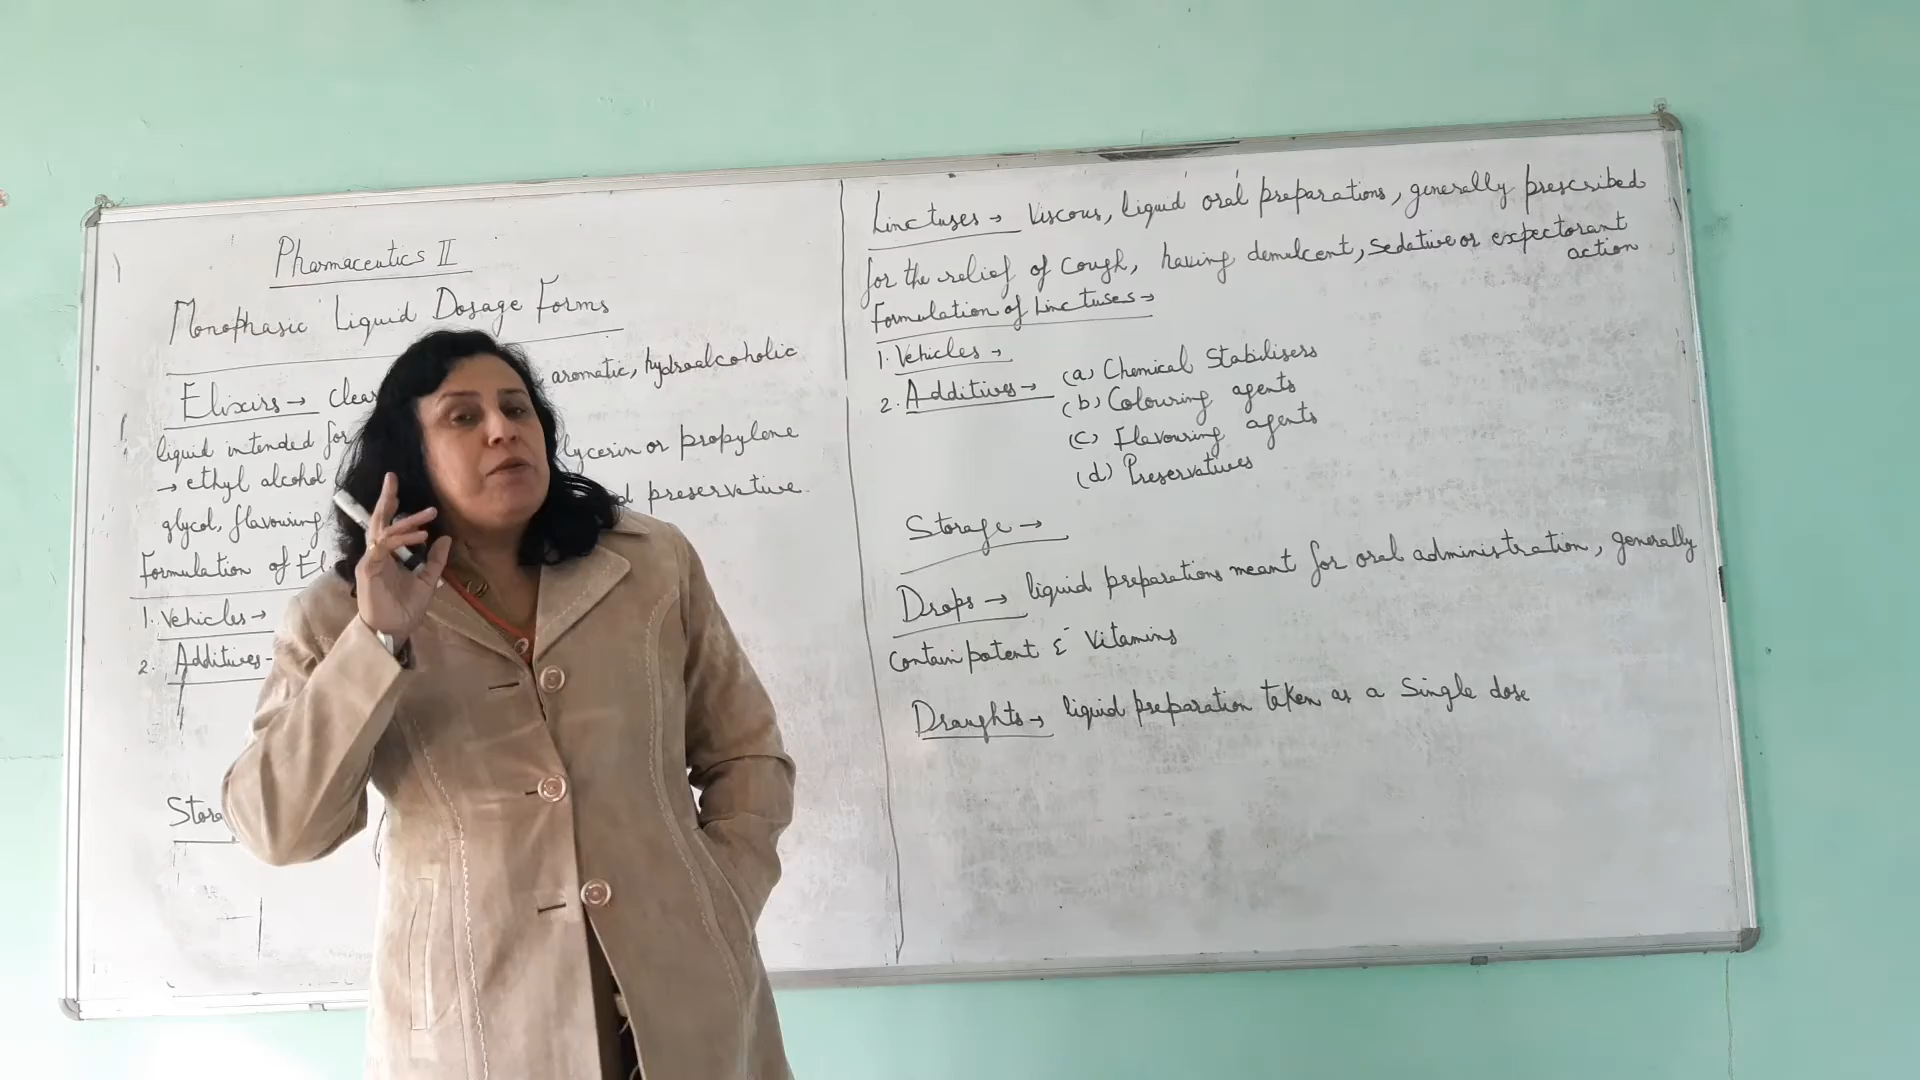 Pharmaceutics II
Monophasic Liquid Dosage Forms
Elixirs → clear , aromatic, hydroalcoholic
liquid intended for
→ ethyl alcohol lycerin or propylene
glycol, flavouring d preservative.
Formulation of El
1. Vehicles →
2. Additives -
Stora
Linctuses → Viscous, liquid oral preparations, generally prescribed
for the relief of cough, having demulcent, sedative or expectorant
action
Formulation of Linctuses →
1. Vehicles →
2. Additives → (a) Chemical Stabilisers
(b) Colouring agents
(c) Flavouring agents
(d) Preservatives
Storage →
Drops → liquid preparations meant for oral administration, generally
contain potent & Vitamins
Draughts → liquid preparation taken as a Single dose